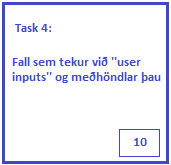 Task 4:
Fall sem tekur við "user
inputs" og meðhöndlar þau
10